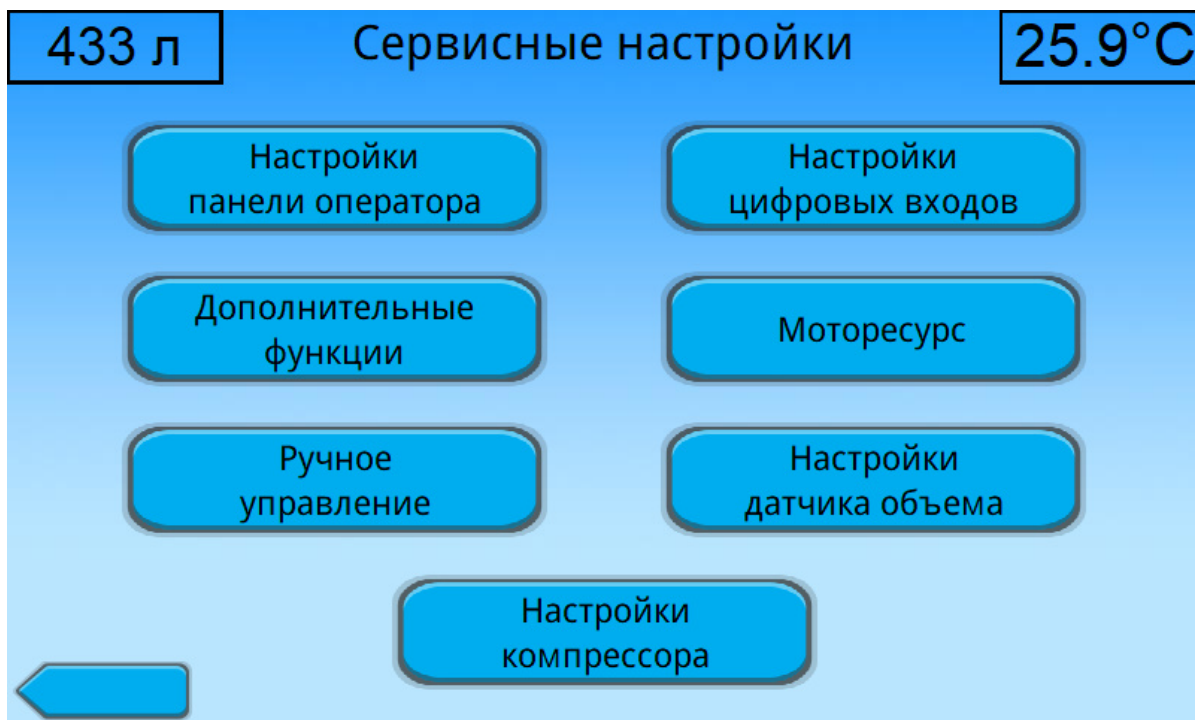 433 л
Сервисные настройки
25.9°C
Настройки
панели оператора
Настройки
цифровых входов
Дополнительные
функции
Моторесурс
Ручное
управление
Настройки
датчика объема
Настройки
компрессора